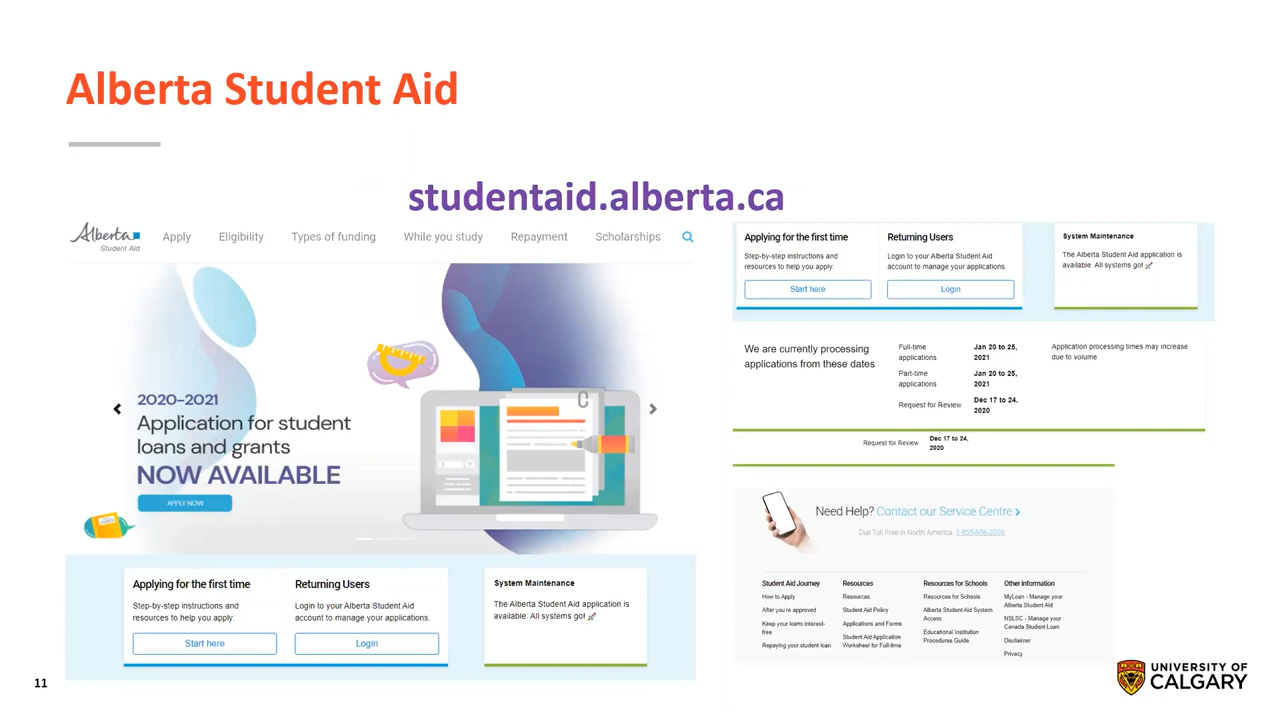 Alberta Student Aid
studentaid.alberta.ca
Alberta
Student Aid
Apply
Eligibility
Types of funding
While you study
Repayment
Scholarships
2020-2021
Application for student
loans and grants
NOW AVAILABLE
APPLY NOW
C
Applying for the first time
Step-by-step instructions and
resources to help you apply.
Start here
Returning Users
Login to your Alberta Student Aid
account to manage your applications.
Login
System Maintenance
The Alberta Student Aid application is
available. All systems go! 🚀
Applying for the first time
Step-by-step instructions and
resources to help you apply.
Start here
Returning Users
Login to your Alberta Student Aid
account to manage your applications.
Login
System Maintenance
The Alberta Student Aid application is
available. All systems go! 🚀
We are currently processing
applications from these dates
Full-time
applications
Jan 20 to 25,
2021
Part-time
applications
Jan 20 to 25,
2021
Request for Review
Dec 17 to 24,
2020
Application processing times may increase
due to volume
Request for Review
Dec 17 to 24,
2020
Need Help? Contact our Service Centre >
Dial Toll Free in North America: 1-855-606-2096
Student Aid Journey
How to Apply
After you're approved
Keep your loans interest-
free
Repaying your student loan
Resources
Resources
Student Aid Policy
Applications and Forms
Student Aid Application
Worksheet for Full-time
Resources for Schools
Resources for Schools
Alberta Student Aid System
Access
Educational Institution
Procedures Guide
Other Information
MyLoan - Manage your
Alberta Student Aid
NSLSC - Manage your
Canada Student Loan
Disclaimer
Privacy
11
UNIVERSITY OF
CALGARY